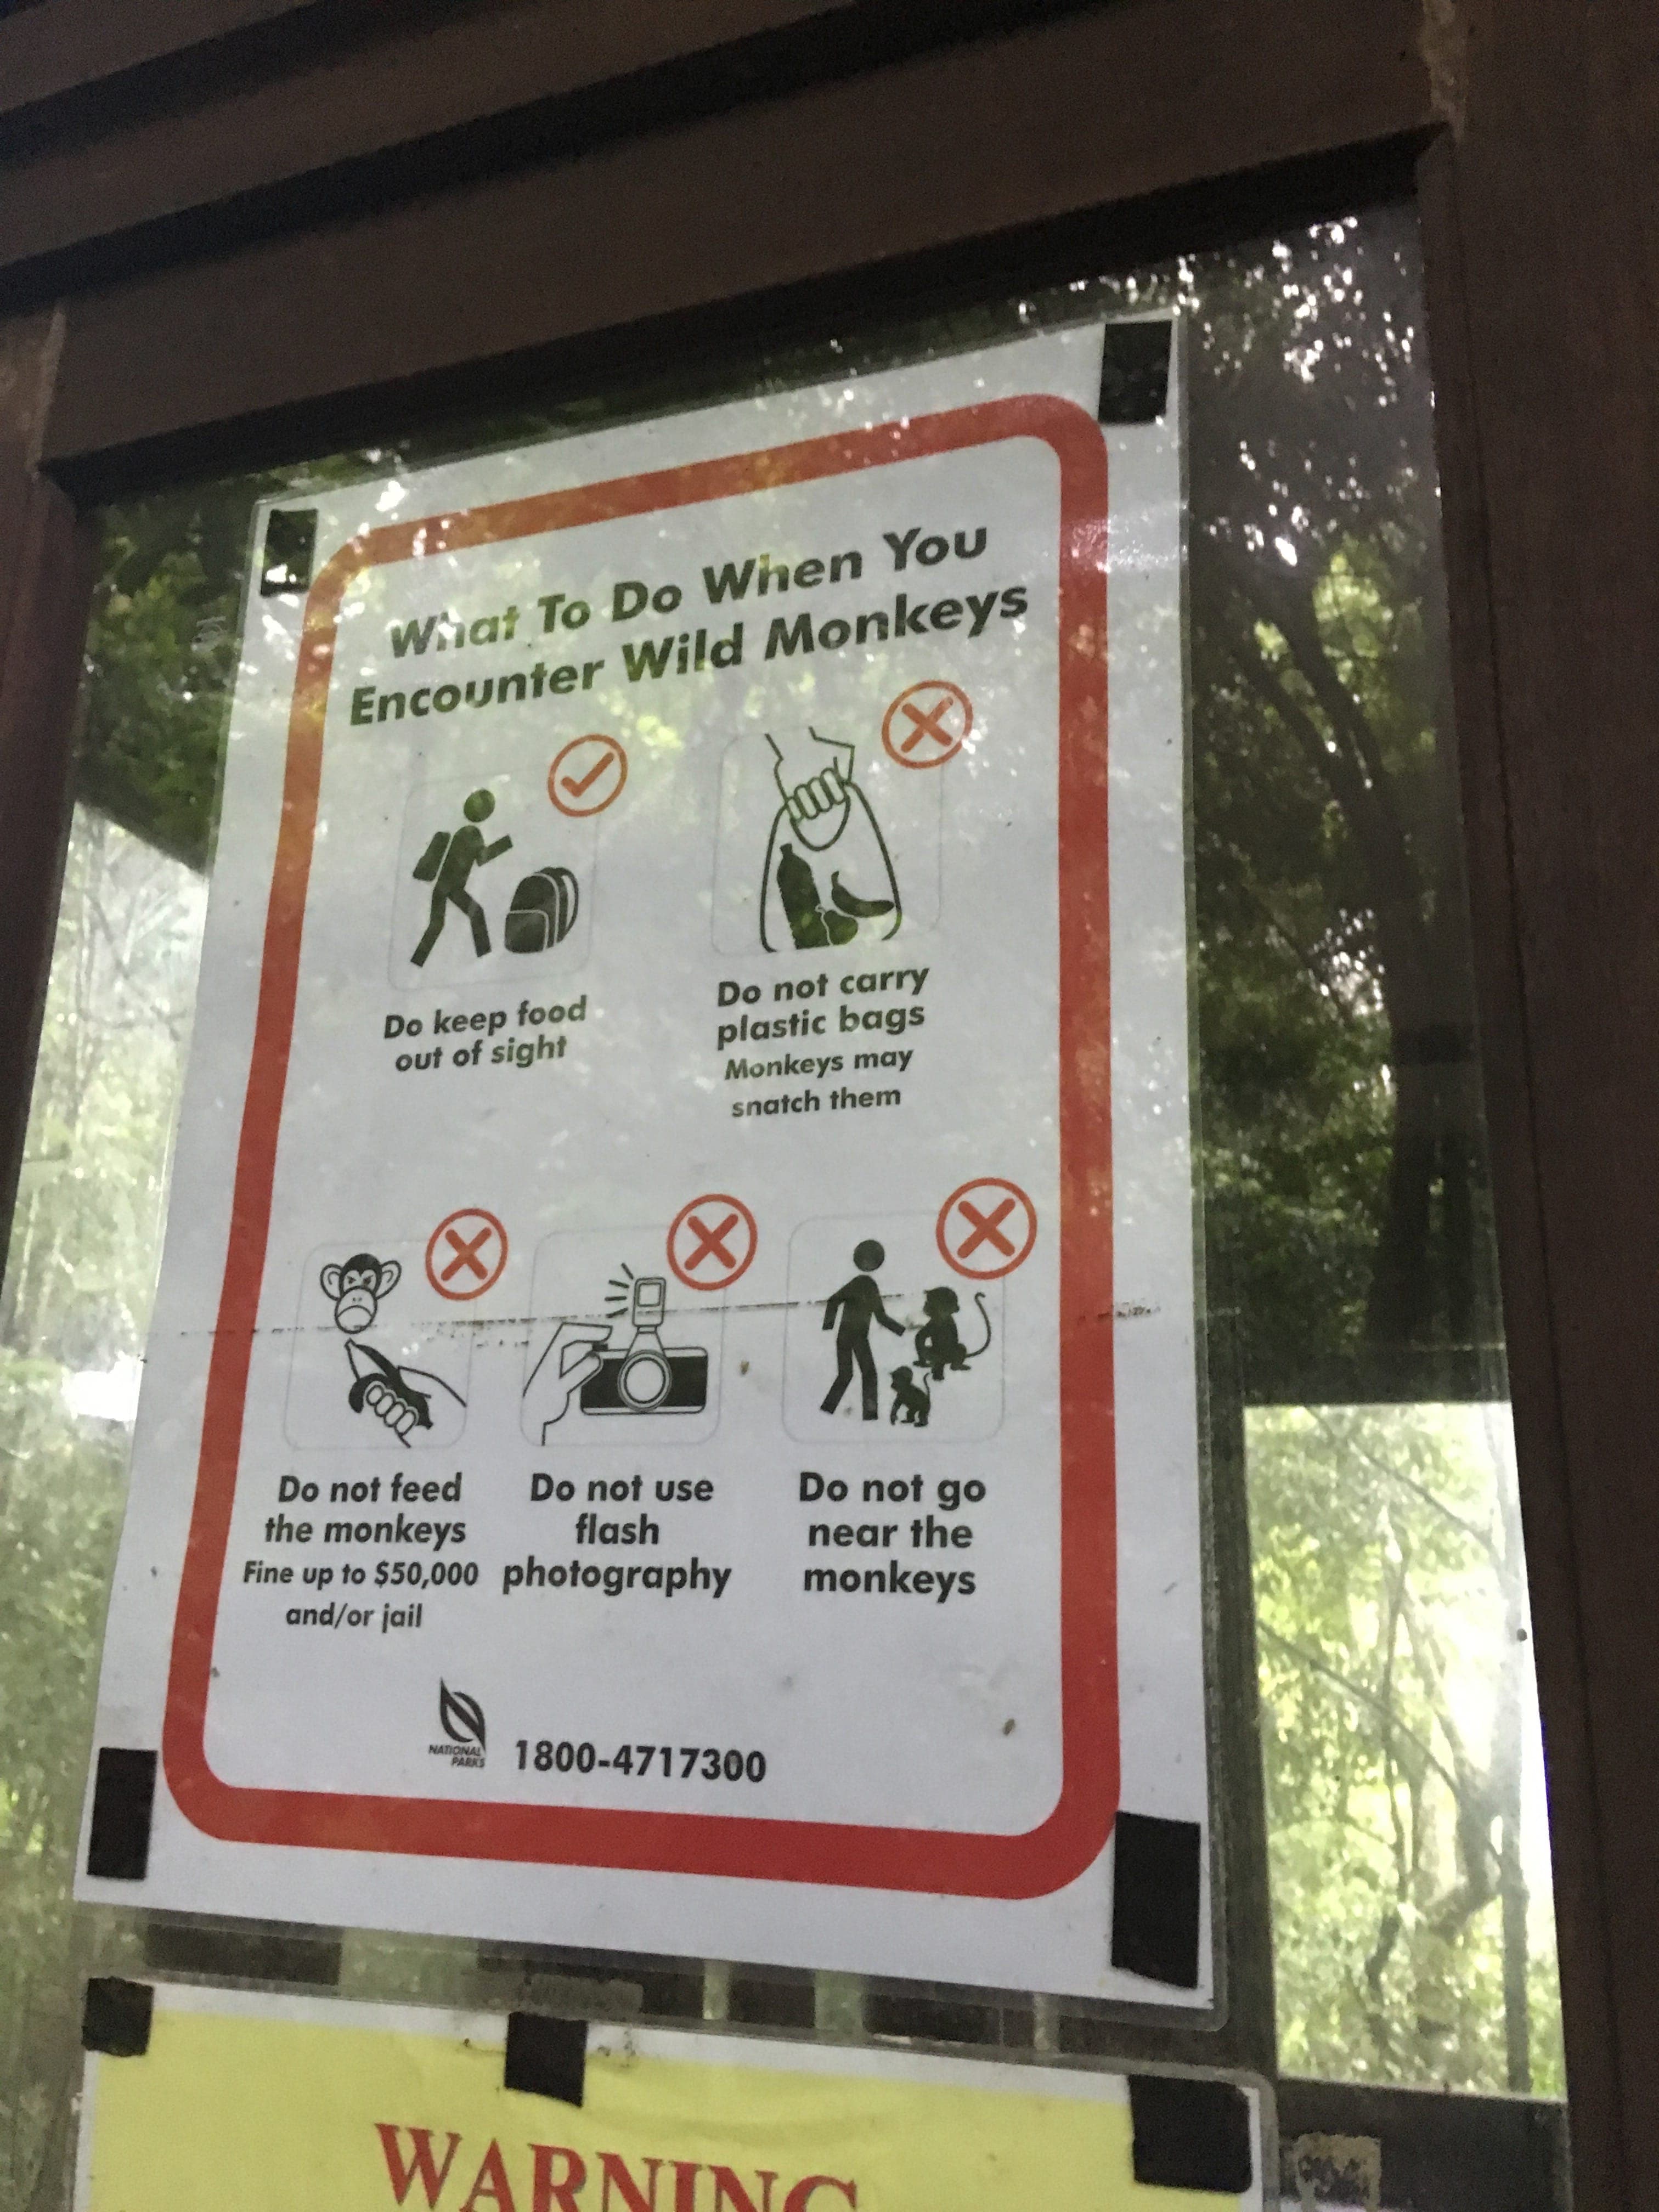 What To Do When You
Encounter Wild Monkeys
Do keep food
out of sight
Do not carry
plastic bags
Monkeys may
snatch them
Do not feed
the monkeys
Fine up to $50,000
and/or jail
Do not use
flash
photography
Do not go
near the
monkeys
NATIONAL
PARKS
1800-4717300
WARNING